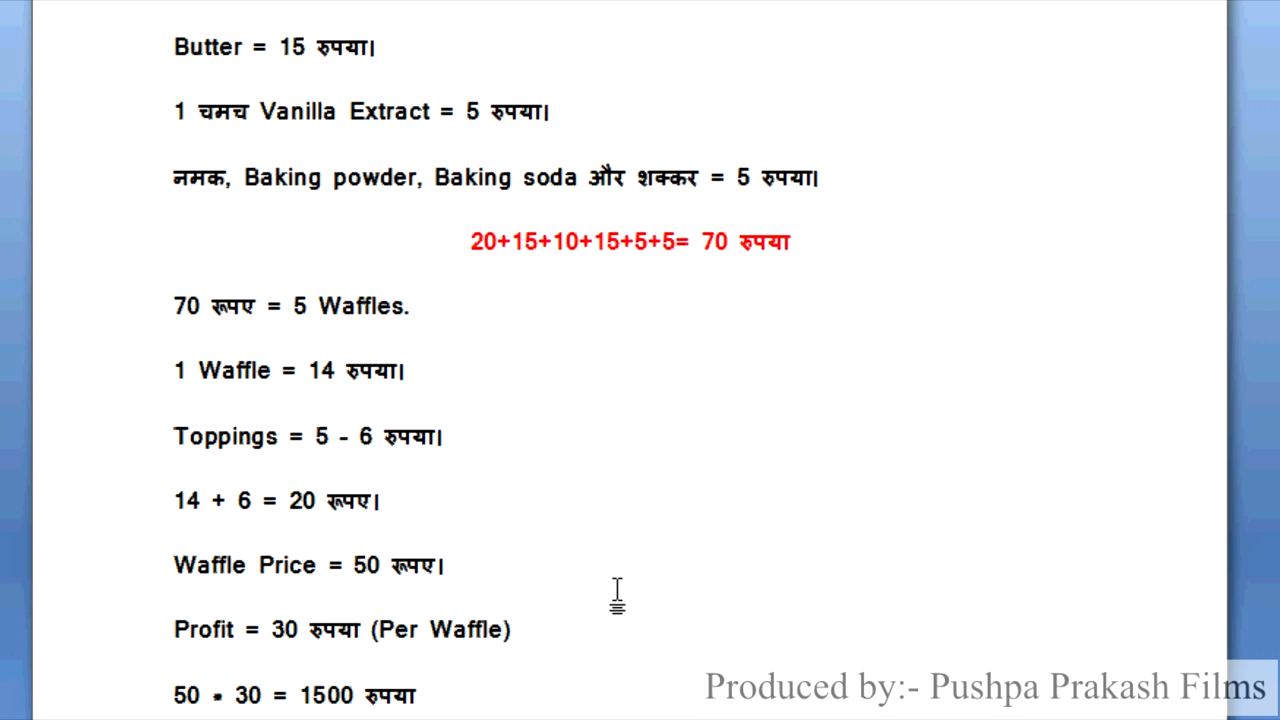 Butter = 15 रुपया।
1 चमच Vanilla Extract = 5 रुपया।
नमक, Baking powder, Baking soda और शक्कर = 5 रुपया।
20+15+10+15+5+5= 70 रुपया
70 रूपए = 5 Waffles.
1 Waffle = 14 रुपया।
Toppings = 5 - 6 रुपया।
14 + 6 = 20 रूपए।
Waffle Price = 50 रूपए।
Profit = 30 रुपया (Per Waffle)
50 * 30 = 1500 रुपया
Produced by:- Pushpa Prakash Films